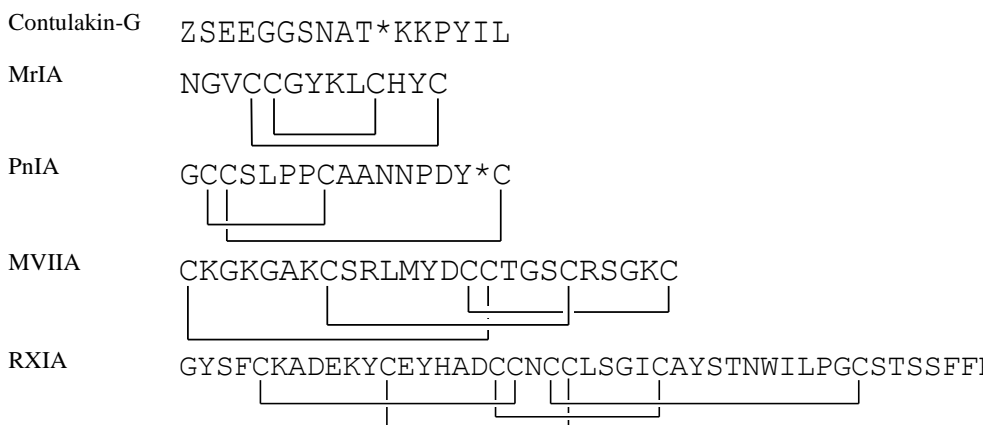 Contulakin-G ZSEEGGSNAT*KKPYIL
MrIA NGVCCGYKLCHYC
PnIA GCCSLPPCAANNPDY*C
MVIIA CKGKGAKCSRLMYDCCTGSCRSGKC
RXIA GYSFCKADEKYCEYHADCCNCCLSGICAYSTNWILPGCSTSSFF